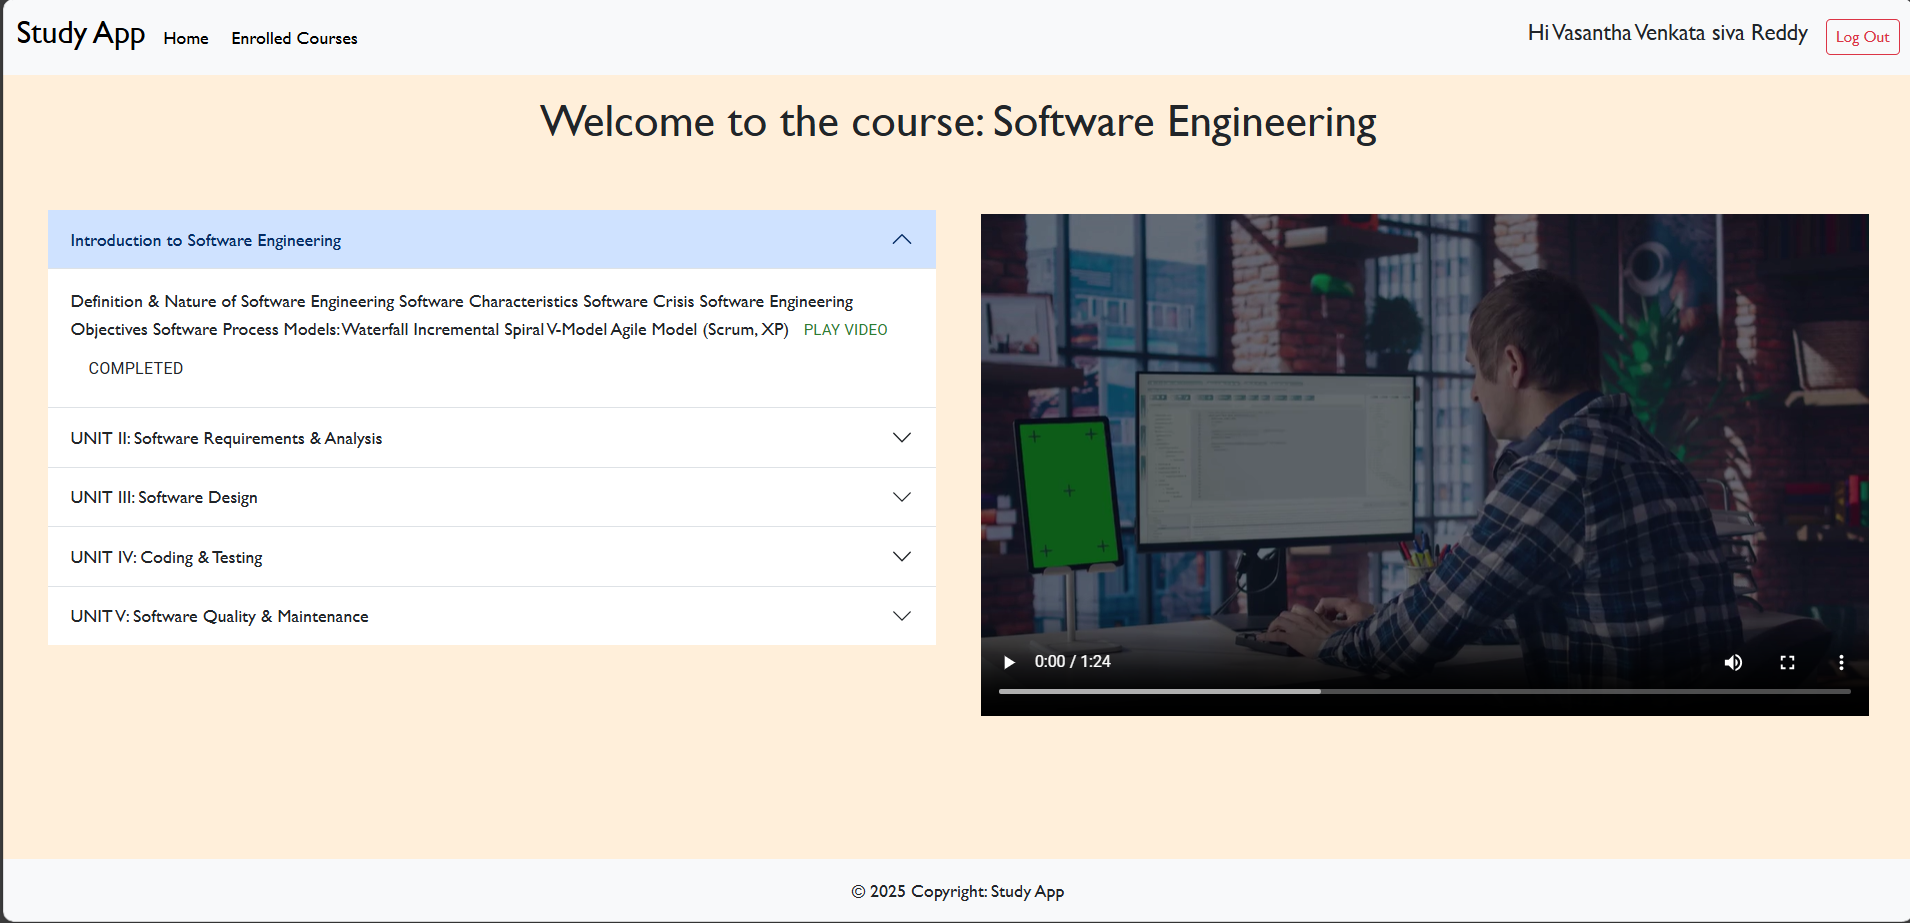 Study App Home Enrolled Courses Hi Vasantha Venkata siva Reddy Log Out
Welcome to the course: Software Engineering
Introduction to Software Engineering
Definition & Nature of Software Engineering Software Characteristics Software Crisis Software Engineering
Objectives Software Process Models: Waterfall Incremental Spiral V-Model Agile Model (Scrum, XP) PLAY VIDEO
COMPLETED
UNIT II: Software Requirements & Analysis
UNIT III: Software Design
UNIT IV: Coding & Testing
UNIT V: Software Quality & Maintenance
0:00 / 1:24
© 2025 Copyright: Study App